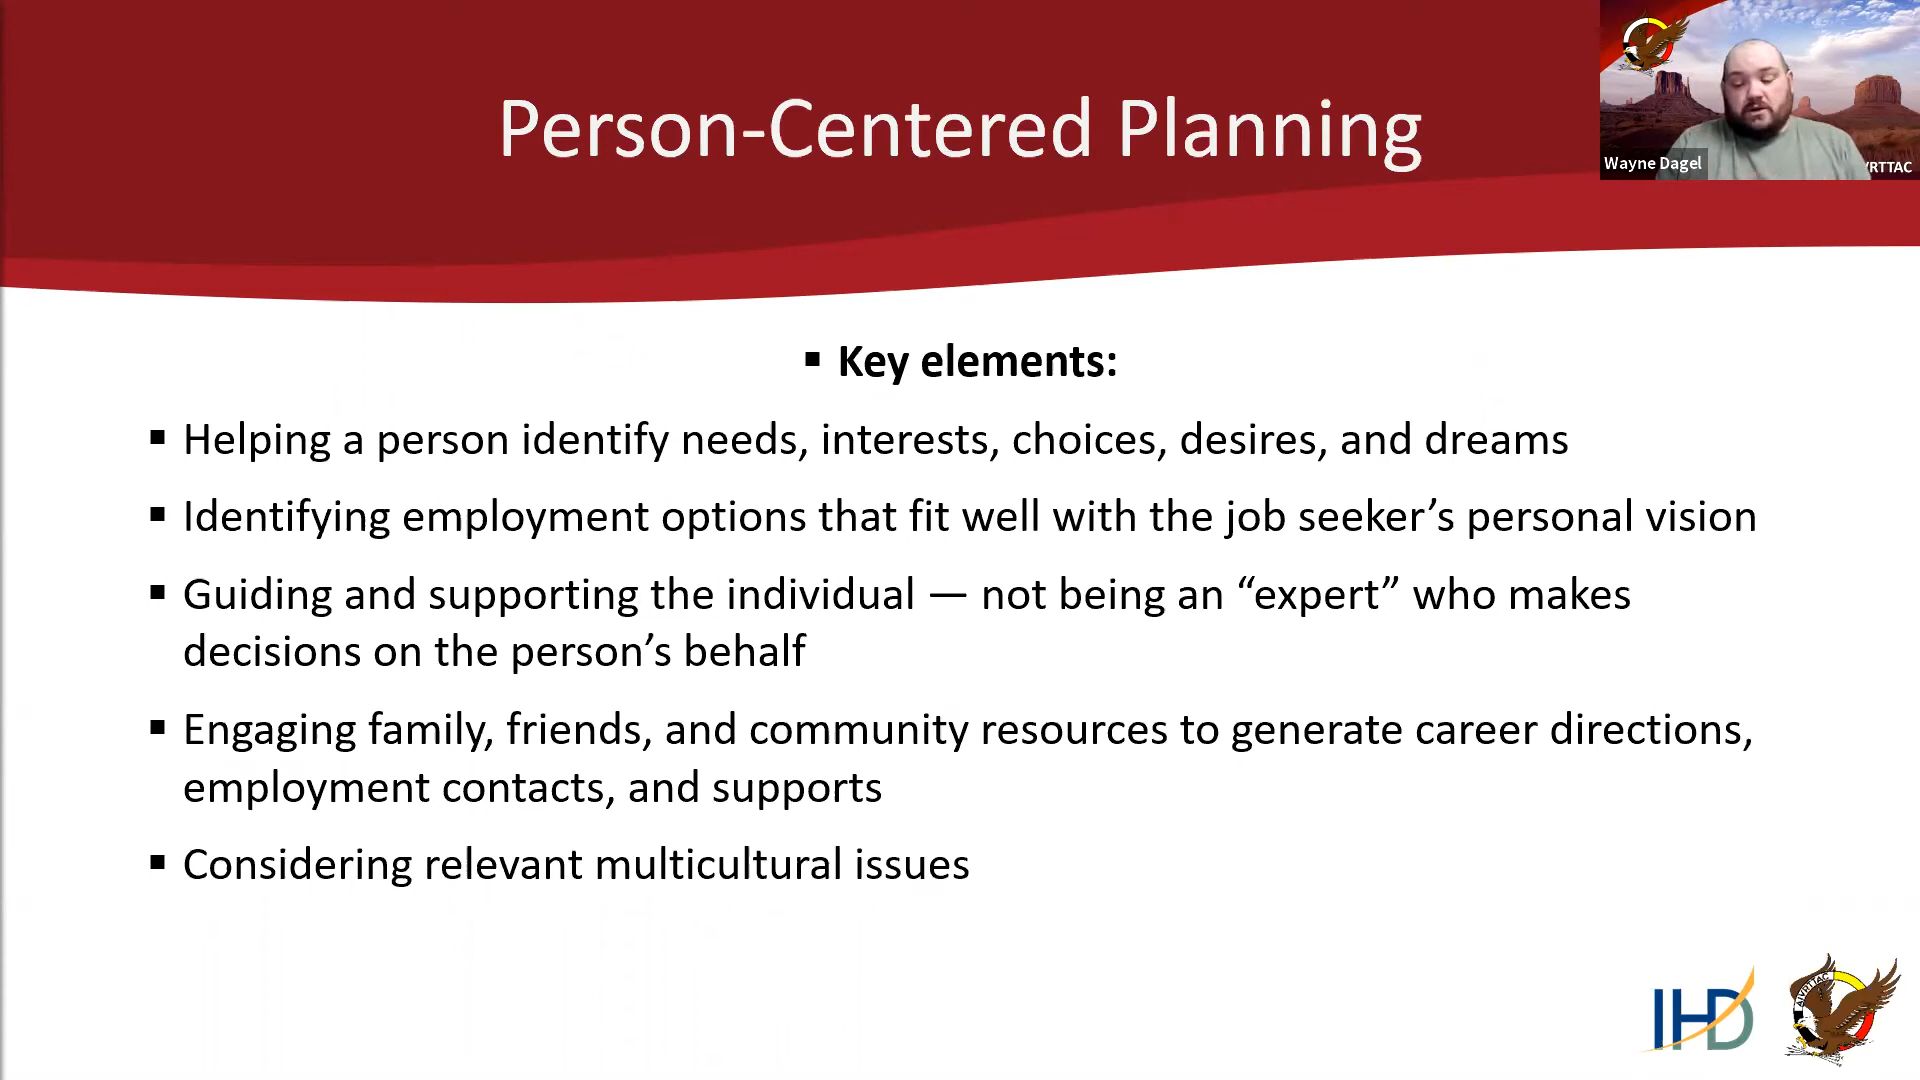 Person-Centered Planning
Wayne Dagel
VRTTAC
▪ Key elements:
▪ Helping a person identify needs, interests, choices, desires, and dreams
▪ Identifying employment options that fit well with the job seeker’s personal vision
▪ Guiding and supporting the individual — not being an “expert” who makes
decisions on the person’s behalf
▪ Engaging family, friends, and community resources to generate career directions,
employment contacts, and supports
▪ Considering relevant multicultural issues
IHD
AIVRTTAC